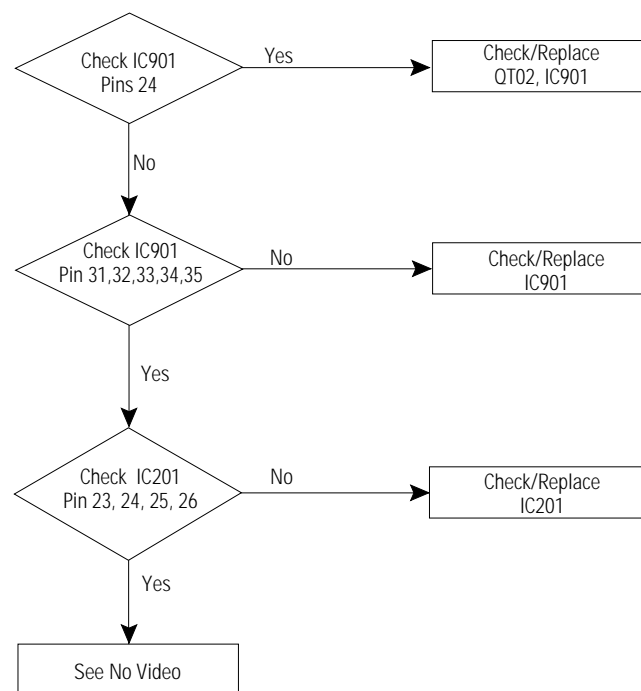 Check IC901
Pins 24
Yes
Check/Replace
QT02, IC901
No
Check IC901
Pin 31,32,33,34,35
No
Check/Replace
IC901
Yes
Check IC201
Pin 23, 24, 25, 26
No
Check/Replace
IC201
Yes
See No Video